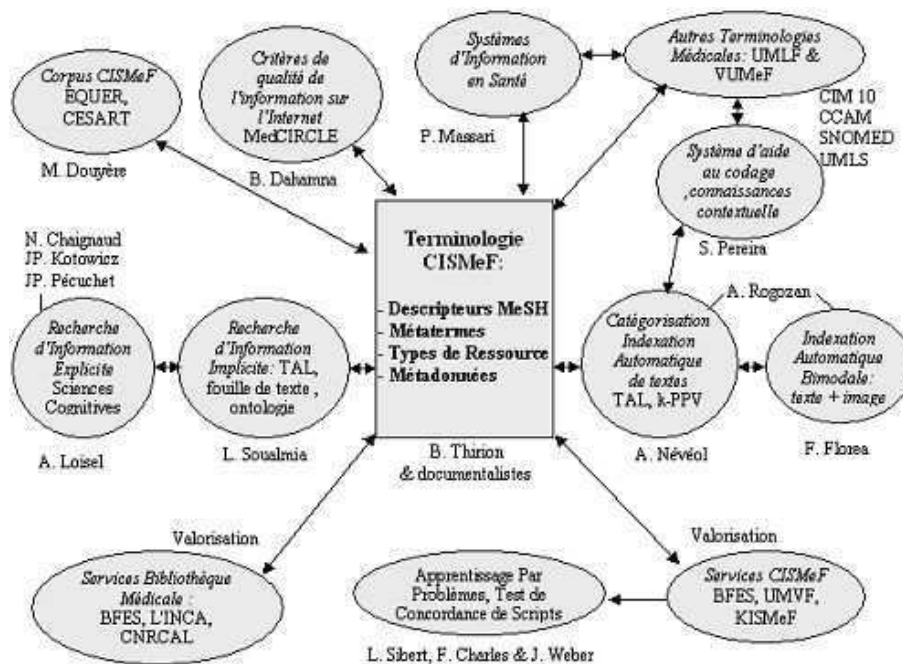 Corpus CISMeF
EQUER,
CESART
M. Douyère
Critères de
qualité de
l'information sur
l'Internet
MedCIRCLE
B. Dahamna
Systèmes
d'Information
en Santé
P. Massari
Autres Terminologies
Médicales: UMLF &
VUMeF
CIM 10
CCAM
SNOMED
UMLS
Système d'aide
au codage
,connaissances
contextuelle
S. Pereira
N. Chaignaud
JP. Kotowicz
JP. Pécuchet
Recherche
d'Information
Explicite
Sciences
Cognitives
A. Loisel
Recherche
d'Information
Implicite: TAL,
fouille de texte ,
ontologie
L. Soualmia
Terminologie
CISMeF:
- Descripteurs MeSH
- Métatermes
- Types de Ressource
- Métadonnées
B. Thirion
& documentalistes
A. Rogozan
Catégorisation
Indexation
Automatique
de textes
TAL, k-PPV
A. Névéol
Indexation
Automatique
Bimodale:
texte + image
F. Florea
Valorisation
Services Bibliothèque
Médicale :
BFES, L'INCA,
CNRCAL
Apprentissage Par
Problèmes, Test de
Concordance de Scripts
L. Sibert, F. Charles & J. Weber
Valorisation
Services CISMeF
BFES, UMVF,
KISMeF